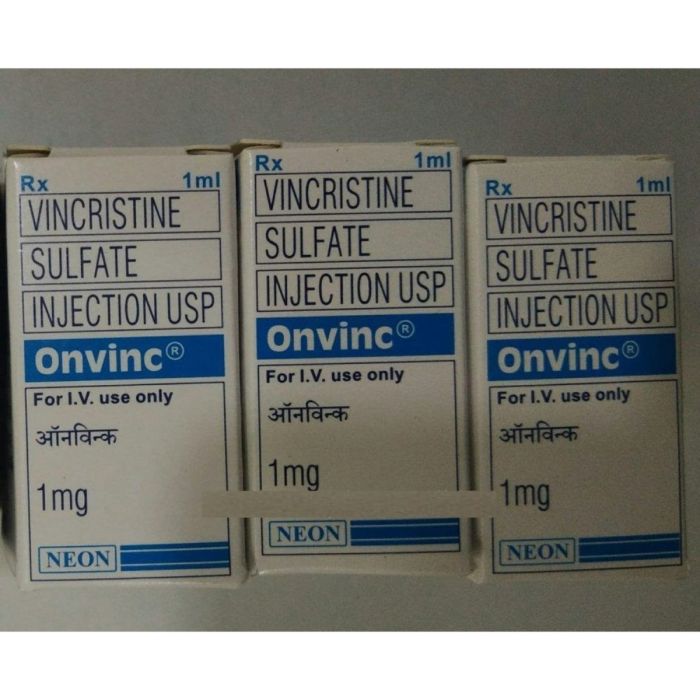 Rx 1ml
VINCRISTINE
SULFATE
INJECTION USP
Onvinc®
For I.V. use only
ऑनविन्क
1mg
NEON
Rx 1ml
VINCRISTINE
SULFATE
INJECTION USP
Onvinc®
For I.V. use only
ऑनविन्क
1mg
NEON
Rx 1ml
VINCRISTINE
SULFATE
INJECTION USP
Onvinc®
For I.V. use only
ऑनविन्क
1mg
NEON